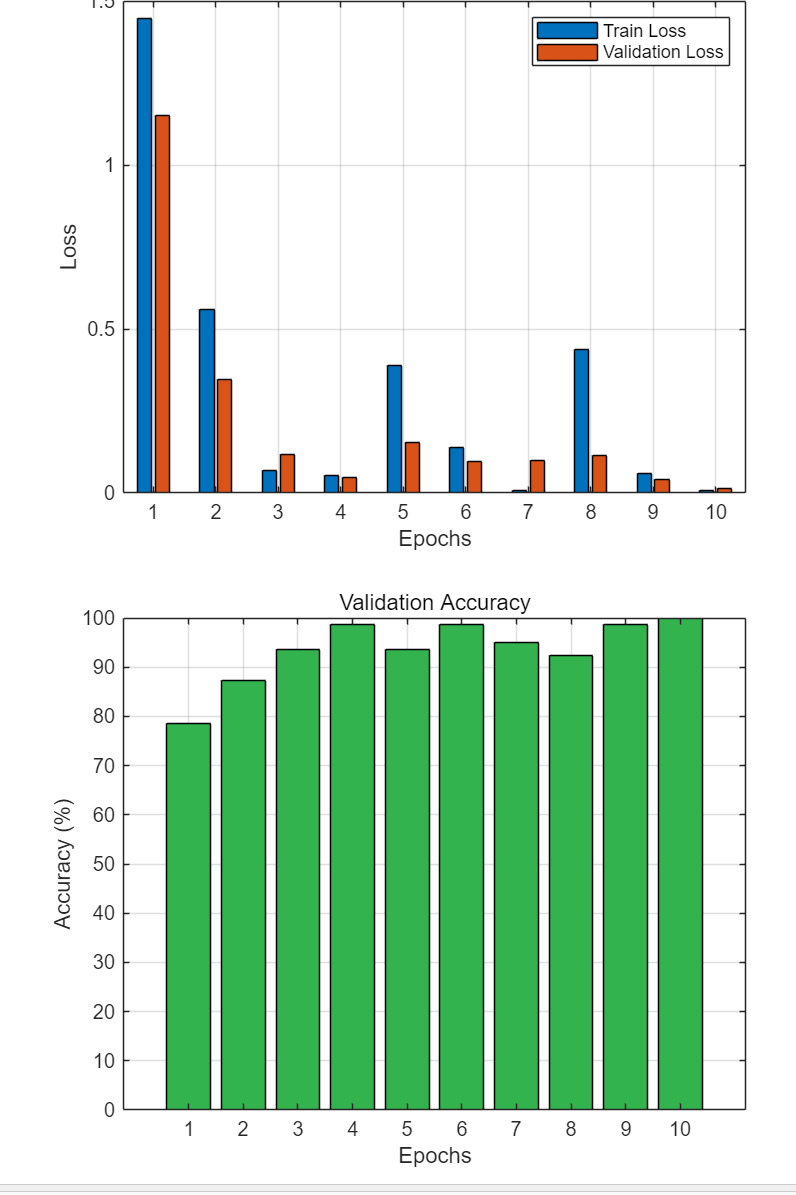 1.5
Train Loss
Validation Loss
1
0.5
0
Loss
1 2 3 4 5 6 7 8 9 10
Epochs
Validation Accuracy
100
90
80
70
60
50
40
30
20
10
0
Accuracy (%)
1 2 3 4 5 6 7 8 9 10
Epochs